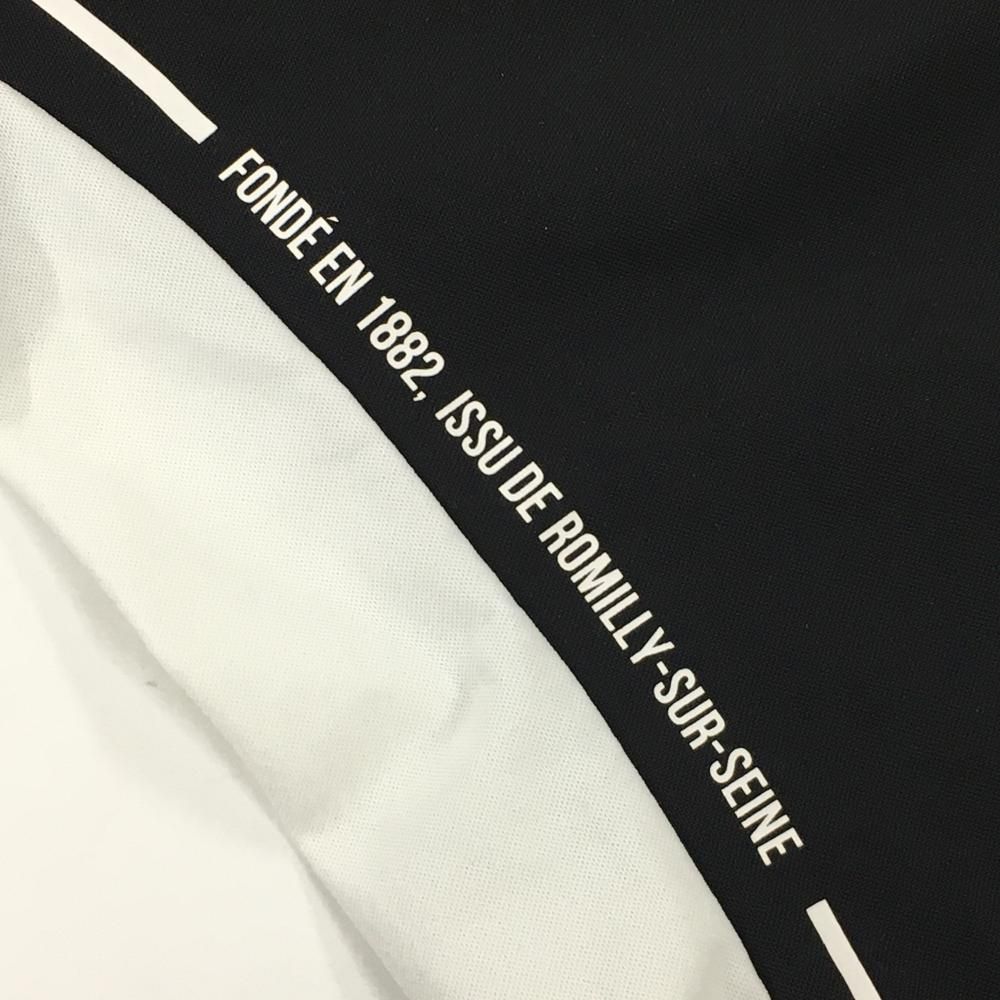 FONDÉ EN 1882, ISSU DE ROMILLY-SUR-SEINE